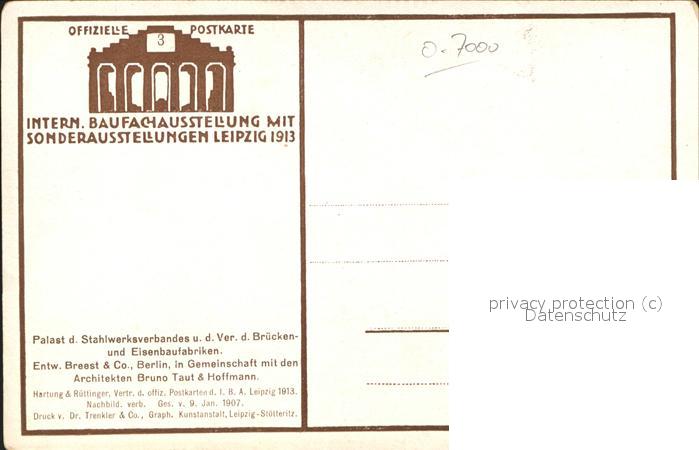 OFFIZIELLE POSTKARTE
3
INTERN. BAUFACHAUSSTELLUNG MIT
SONDERAUSSTELLUNGEN LEIPZIG 1913
Palast d. Stahlwerksverbandes u. d. Ver. d. Brücken-
und Eisenbaufabriken.
Entw. Breest & Co., Berlin, in Gemeinschaft mit den
Architekten Bruno Taut & Hoffmann.
Hartung & Rüttinger, Vertr. d. offiz. Postkarten d. I. B. A. Leipzig 1913.
Nachbild. verb. Ges. v. 9. Jan. 1907.
Druck v. Dr. Trenkler & Co., Graph. Kunstanstalt, Leipzig-Stötteritz.
0.7000
privacy protection (c)
Datenschutz